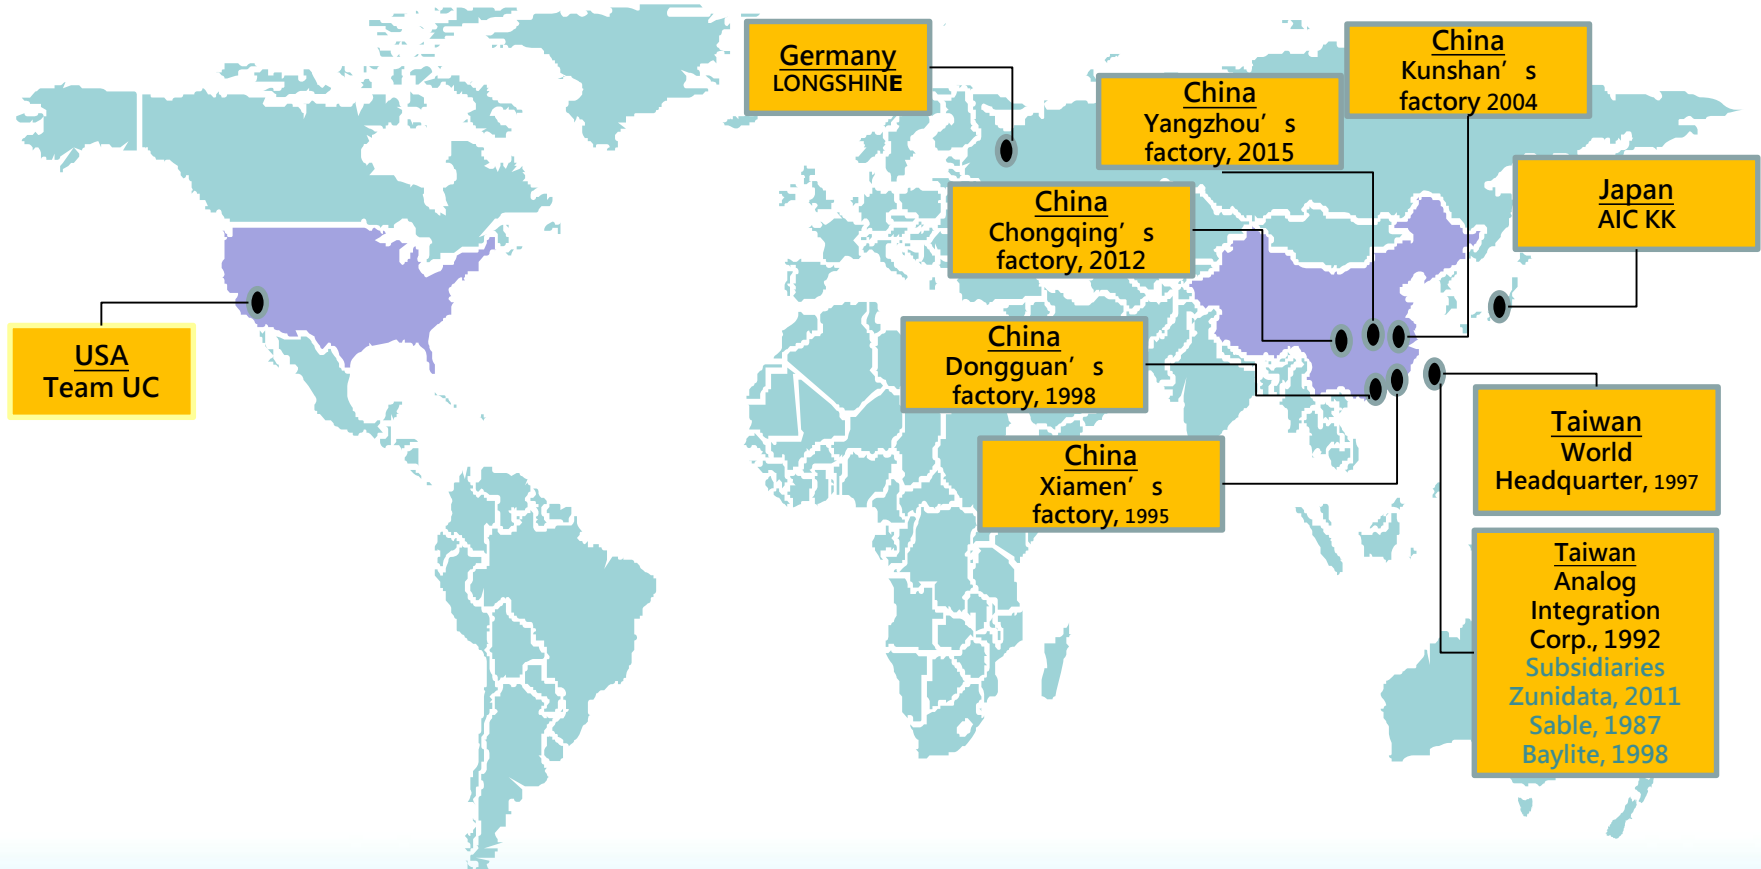 Germany
LONGSHINE
China
Kunshan’s
factory 2004
China
Yangzhou’s
factory, 2015
Japan
AIC KK
China
Chongqing’s
factory, 2012
USA
Team UC
China
Dongguan’s
factory, 1998
Taiwan
World
Headquarter, 1997
China
Xiamen’s
factory, 1995
Taiwan
Analog
Integration
Corp., 1992
Subsidiaries
Zunidata, 2011
Sable, 1987
Baylite, 1998